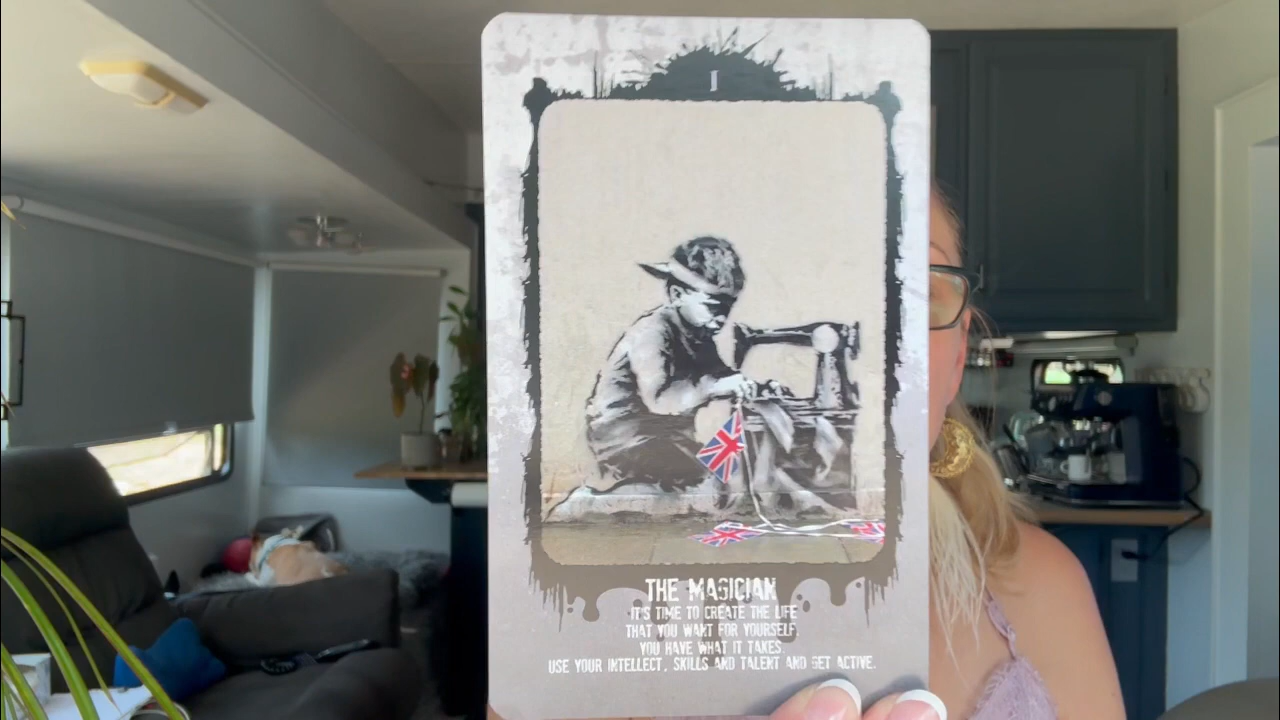 I
THE MAGICIAN
IT'S TIME TO CREATE THE LIFE
THAT YOU WANT FOR YOURSELF.
YOU HAVE WHAT IT TAKES.
USE YOUR INTELLECT, SKILLS AND TALENT AND GET ACTIVE.